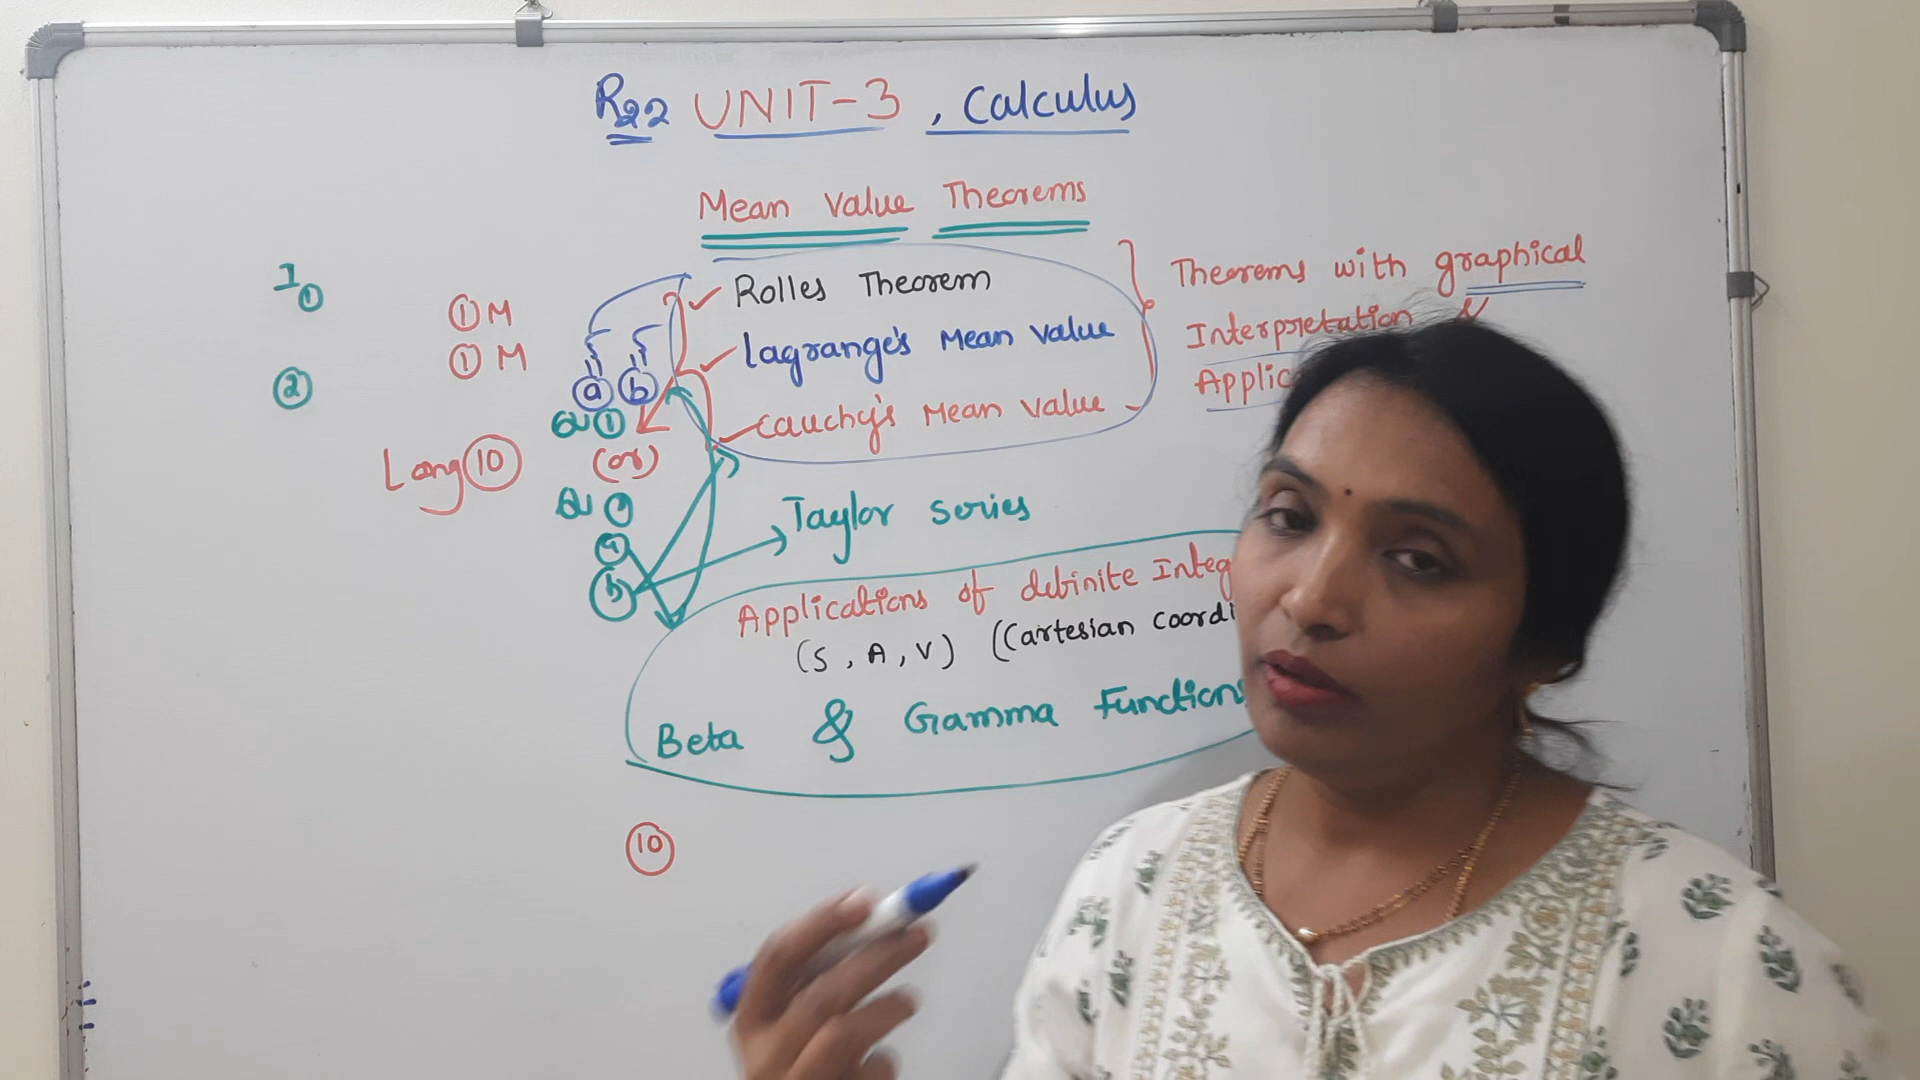 R22 UNIT-3, Calculus
Mean Value Theorems
Rolles Theorem
lagrange's Mean value
Cauchy's Mean value
Theorems with graphical
Interpretation &
Applic
I ①
②
① M
① M
Long ⑩
ⓐ ⓑ
①
(or)
Taylor series
Applications of definite Integ
(S, A, V) (Cartesian coordi
Beta & Gamma Functions
⑩